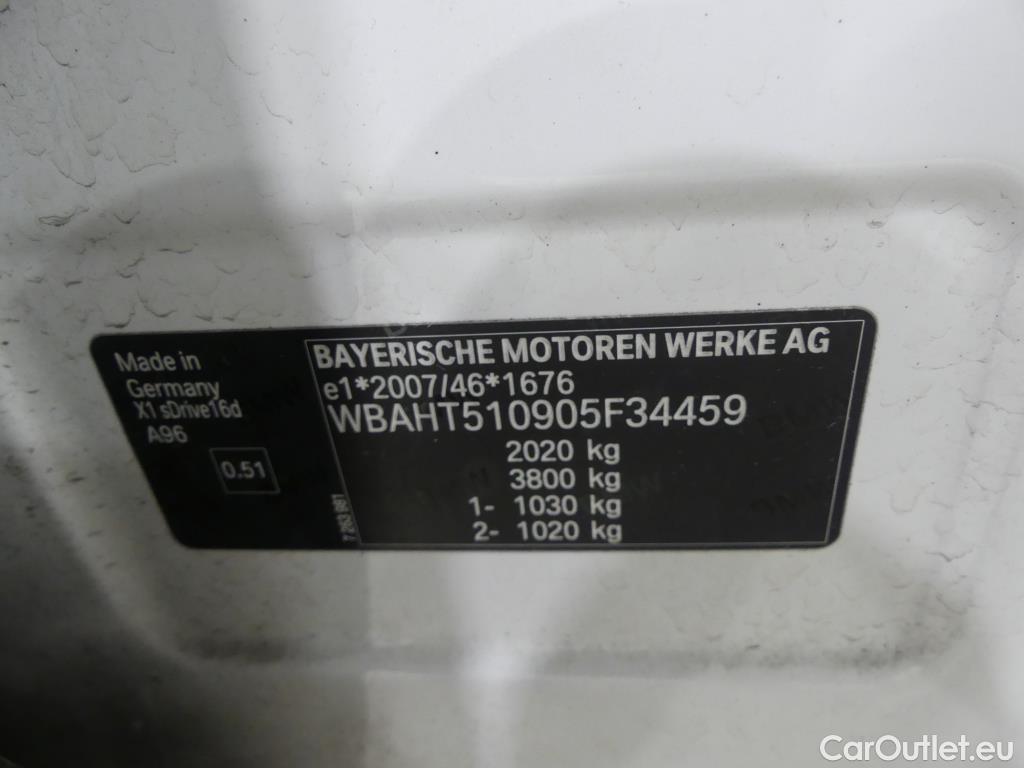 Made in
Germany
X1 sDrive16d
A96
0.51
BAYERISCHE MOTOREN WERKE AG
e1*2007/46*1676
WBAHT510905F34459
2020 kg
3800 kg
1- 1030 kg
2- 1020 kg
CarOutlet.eu